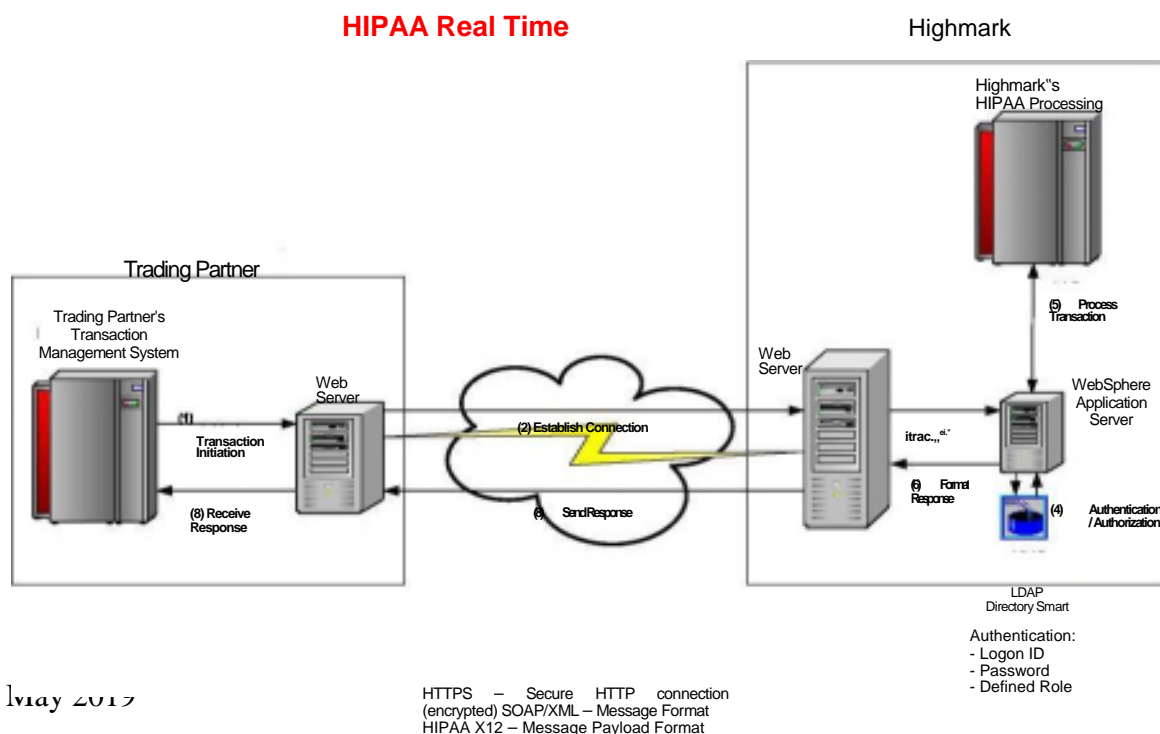 HIPAA Real Time
Highmark
Highmark"s
HIPAA Processing
Trading Partner
Trading Partner's
Transaction
Management System
(5) Process
Transaction
Web
Server
Web
Server
WebSphere
Application
Server
(1)
Transaction
Initiation
(2) Establish Connection
(6) Format
Response
(4) Authentication
/ Authorization
(8) Receive
Response
Send Response
LDAP
Directory Smart
Authentication:
- Logon ID
- Password
- Defined Role
May 2019
HTTPS – Secure HTTP connection
(encrypted) SOAP/XML – Message Format
HIPAA X12 – Message Payload Format